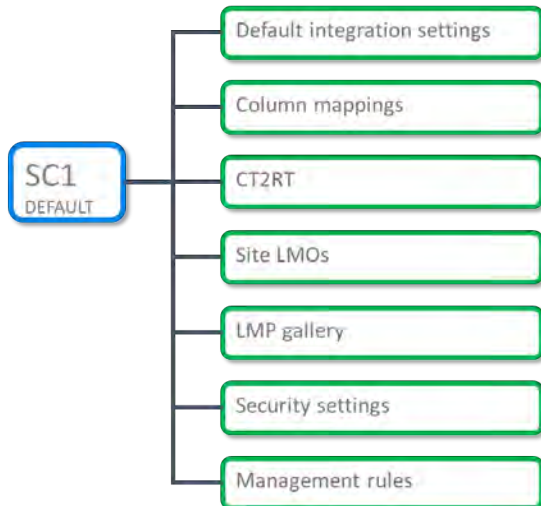 Default integration settings
Column mappings
SC1
DEFAULT
CT2RT
Site LMOs
LMP gallery
Security settings
Management rules